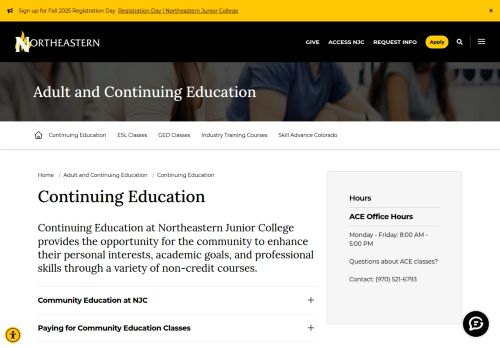 Sign up for Fall 2025 Registration Day Registration Day | Northeastern Junior College ×
NORTHEASTERN
GIVE ACCESS NJC REQUEST INFO Apply
Adult and Continuing Education
Continuing Education ESL Classes GED Classes Industry Training Courses Skill Advance Colorado
Home / Adult and Continuing Education / Continuing Education
Continuing Education
Continuing Education at Northeastern Junior College
provides the opportunity for the community to enhance
their personal interests, academic goals, and professional
skills through a variety of non-credit courses.
Community Education at NJC +
Paying for Community Education Classes +
Hours
ACE Office Hours
Monday - Friday: 8:00 AM -
5:00 PM
Questions about ACE classes?
Contact: (970) 521-6793